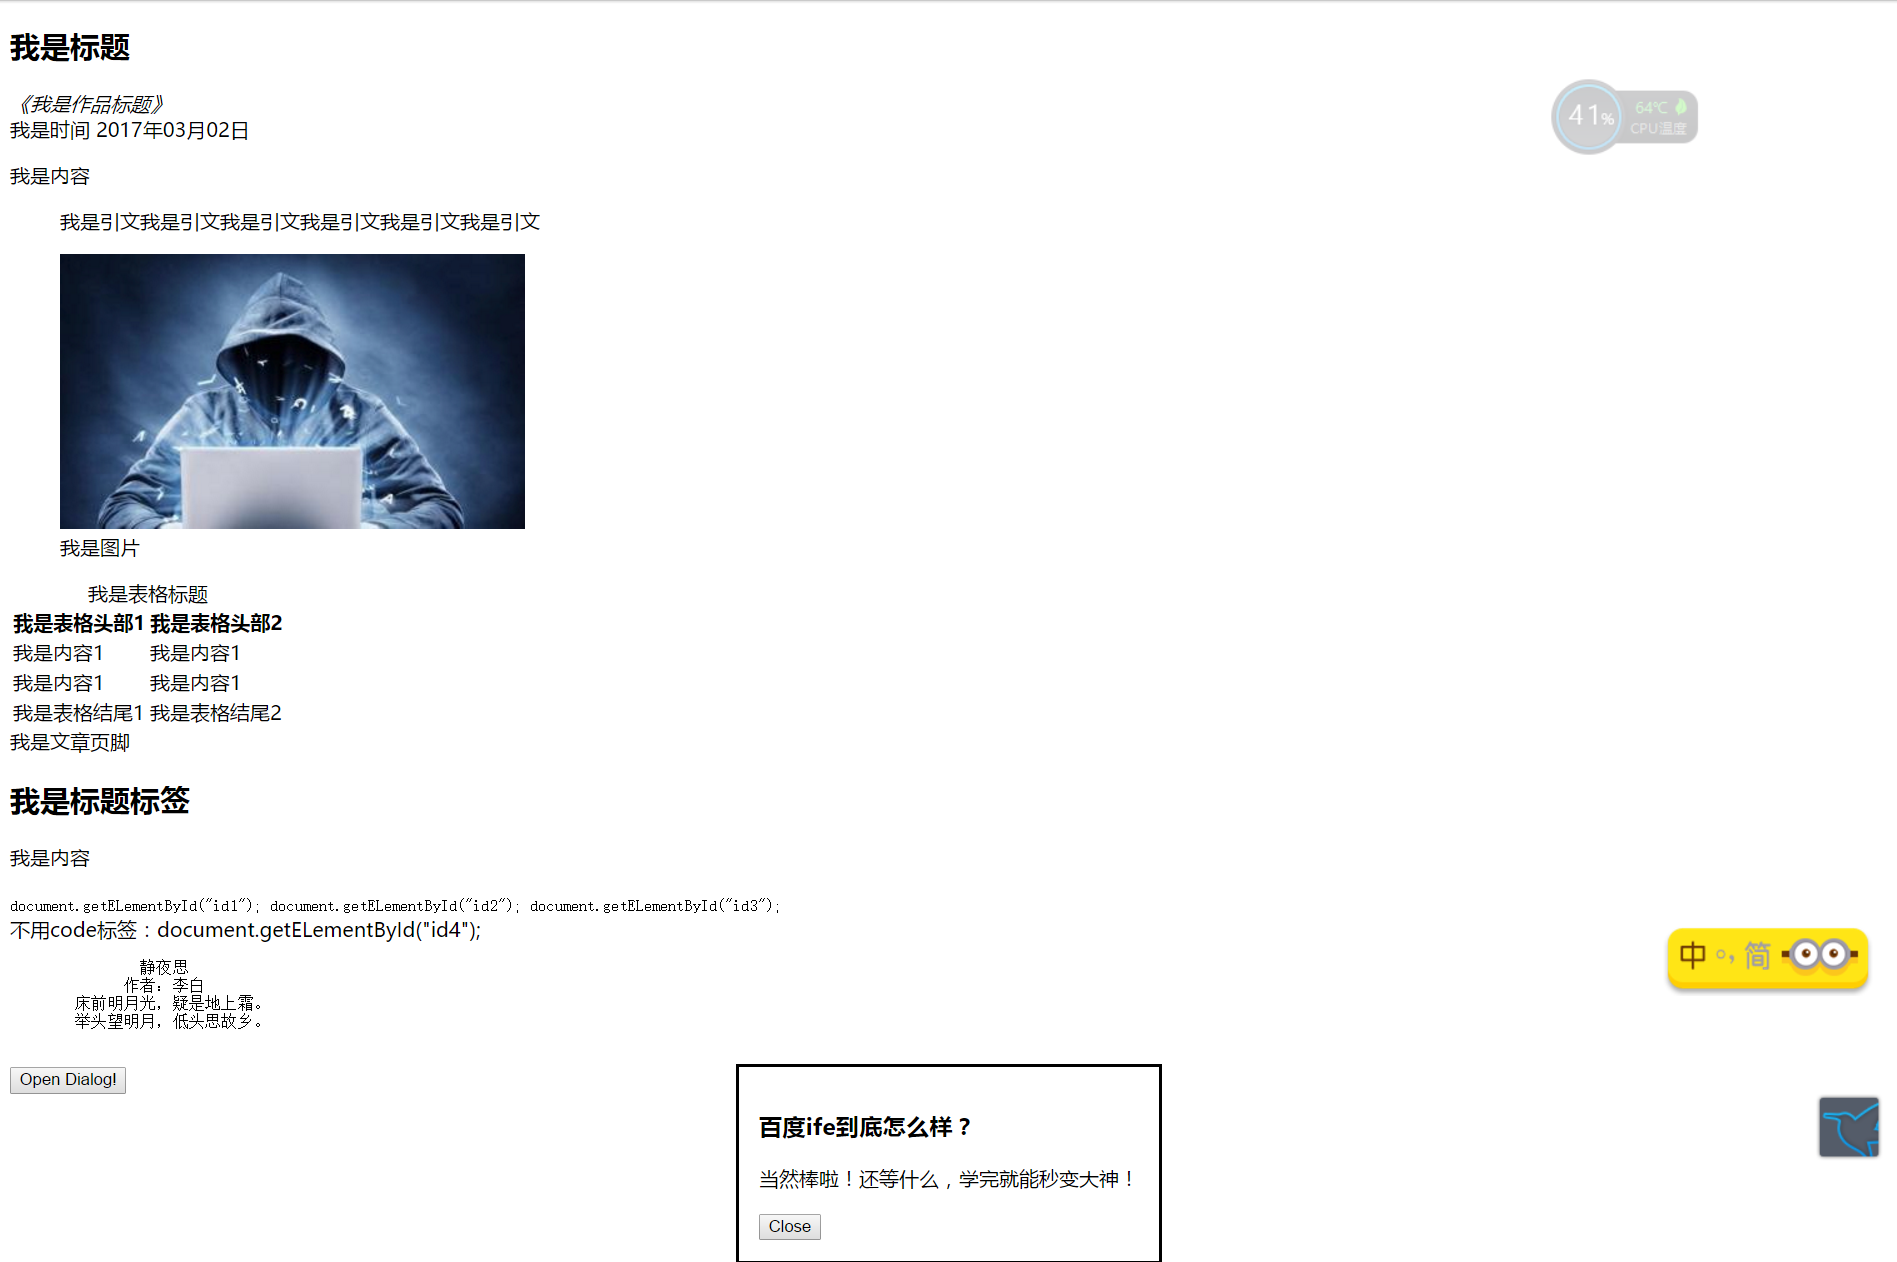 我是标题
《我是作品标题》
我是时间 2017年03月02日
41%
64℃
CPU温度
我是内容
我是引文我是引文我是引文我是引文我是引文我是引文
我是图片
我是表格标题
我是表格头部1 我是表格头部2
我是内容1 我是内容1
我是内容1 我是内容1
我是表格结尾1 我是表格结尾2
我是文章页脚
我是标题标签
我是内容
document.getELementById("id1"); document.getELementById("id2"); document.getELementById("id3");
不用code标签：document.getELementById("id4");
中 °, 简
静夜思
作者：李白
床前明月光，疑是地上霜。
举头望明月，低头思故乡。
Open Dialog!
百度ife到底怎么样？
当然棒啦！还等什么，学完就能秒变大神！
Close